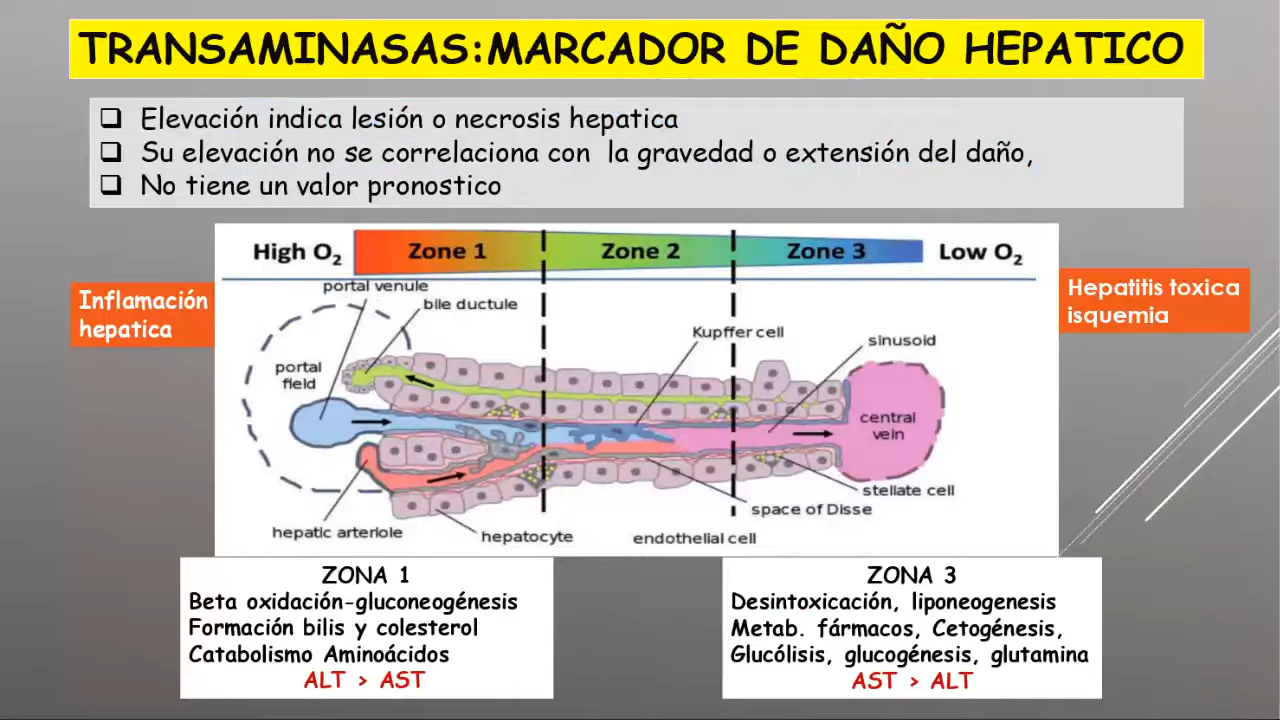 TRANSAMINASAS:MARCADOR DE DAÑO HEPATICO
Elevación indica lesión o necrosis hepatica
Su elevación no se correlaciona con la gravedad o extensión del daño,
No tiene un valor pronostico
High O₂
Zone 1
Zone 2
Zone 3
Low O₂
Inflamación
hepatica
Hepatitis toxica
isquemia
portal venule
bile ductule
Kupffer cell
sinusoid
portal
field
central
vein
stellate cell
space of Disse
hepatic arteriole
hepatocyte
endothelial cell
ZONA 1
Beta oxidación-gluconeogénesis
Formación bilis y colesterol
Catabolismo Aminoácidos
ALT > AST
ZONA 3
Desintoxicación, liponeogenesis
Metab. fármacos, Cetogénesis,
Glucólisis, glucogénesis, glutamina
AST > ALT